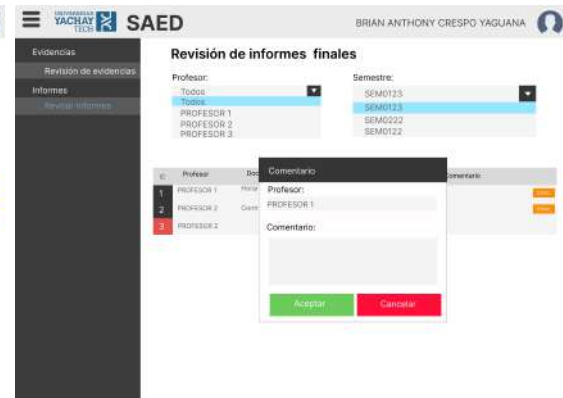 UNIVERSIDAD
YACHAY
TECH
SAED
BRIAN ANTHONY CRESPO YAGUANA
Evidencias
Revisión de evidencias
Informes
Revisar Informes
Revisión de informes finales
Profesor:
Todos
Todos
PROFESOR 1
PROFESOR 2
PROFESOR 3
Semestre:
SEM0123
SEM0123
SEM0222
SEM0122
Profesor
Comentario
1
PROFESOR 1
2
PROFESOR 2
3
PROFESOR 2
Comentario
Profesor:
PROFESOR 1
Comentario:
Aceptar
Cancelar